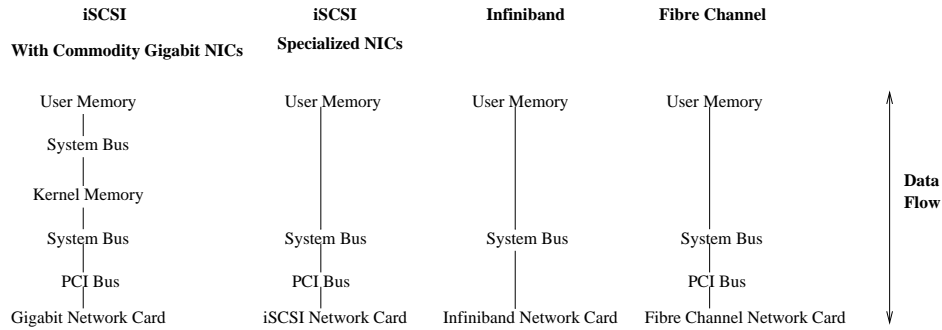 iSCSI iSCSI Infiniband Fibre Channel
With Commodity Gigabit NICs Specialized NICs
User Memory User Memory User Memory User Memory
System Bus
Kernel Memory
Data
Flow
System Bus System Bus System Bus System Bus
PCI Bus PCI Bus PCI Bus
Gigabit Network Card iSCSI Network Card Infiniband Network Card Fibre Channel Network Card